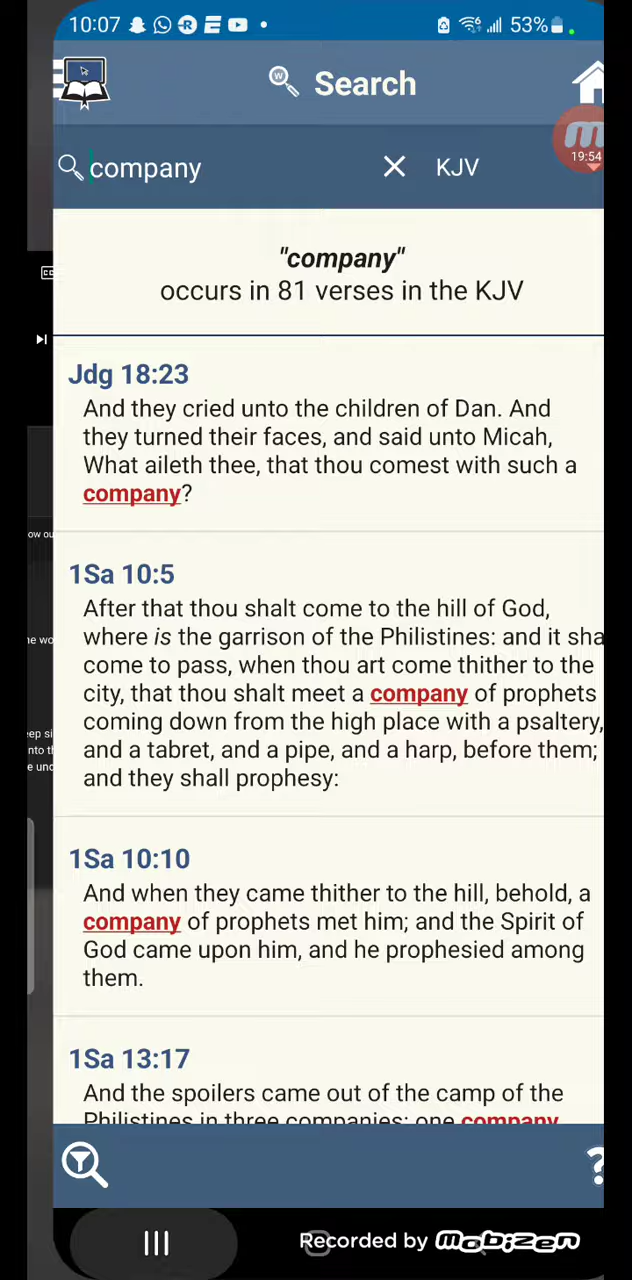 10:07
53%
W
Search
company
KJV
19:54
"company"
occurs in 81 verses in the KJV
Jdg 18:23
And they cried unto the children of Dan. And
they turned their faces, and said unto Micah,
What aileth thee, that thou comest with such a
company?
1Sa 10:5
After that thou shalt come to the hill of God,
where is the garrison of the Philistines: and it sha
come to pass, when thou art come thither to the
city, that thou shalt meet a company of prophets
coming down from the high place with a psaltery,
and a tabret, and a pipe, and a harp, before them;
and they shall prophesy:
1Sa 10:10
And when they came thither to the hill, behold, a
company of prophets met him; and the Spirit of
God came upon him, and he prophesied among
them.
1Sa 13:17
And the spoilers came out of the camp of the
Philistines in three companies: one company
Recorded by mobizen